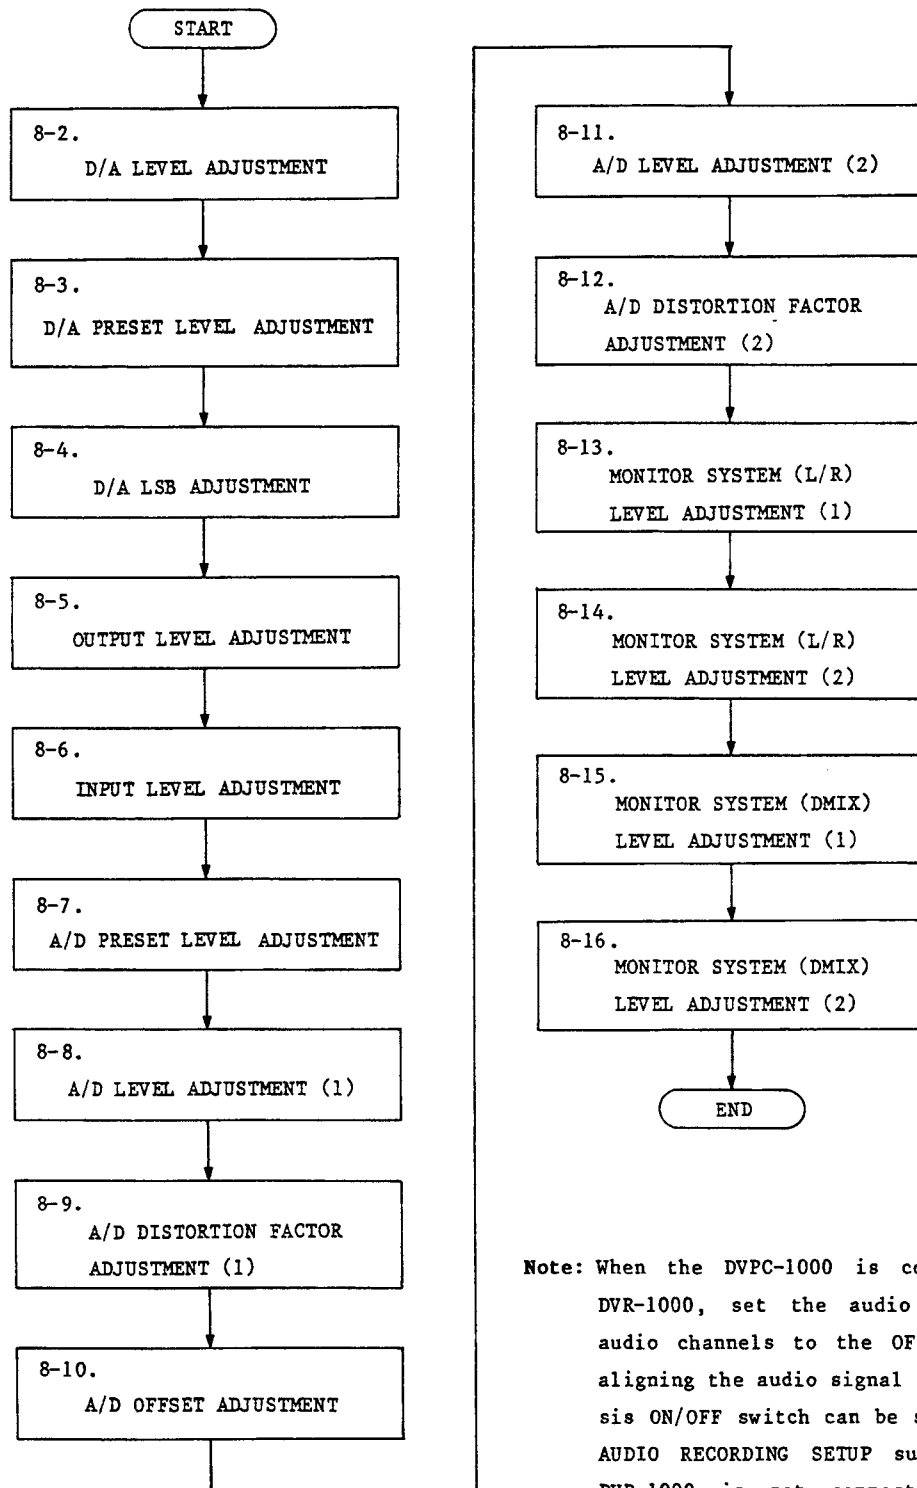 START
8-2.
D/A LEVEL ADJUSTMENT
8-3.
D/A PRESET LEVEL ADJUSTMENT
8-4.
D/A LSB ADJUSTMENT
8-5.
OUTPUT LEVEL ADJUSTMENT
8-6.
INPUT LEVEL ADJUSTMENT
8-7.
A/D PRESET LEVEL ADJUSTMENT
8-8.
A/D LEVEL ADJUSTMENT (1)
8-9.
A/D DISTORTION FACTOR
ADJUSTMENT (1)
8-10.
A/D OFFSET ADJUSTMENT
8-11.
A/D LEVEL ADJUSTMENT (2)
8-12.
A/D DISTORTION FACTOR
ADJUSTMENT (2)
8-13.
MONITOR SYSTEM (L/R)
LEVEL ADJUSTMENT (1)
8-14.
MONITOR SYSTEM (L/R)
LEVEL ADJUSTMENT (2)
8-15.
MONITOR SYSTEM (DMIX)
LEVEL ADJUSTMENT (1)
8-16.
MONITOR SYSTEM (DMIX)
LEVEL ADJUSTMENT (2)
END
Note: When the DVPC-1000 is co
DVR-1000, set the audio
audio channels to the OF
aligning the audio signal
sis ON/OFF switch can be s
AUDIO RECORDING SETUP su